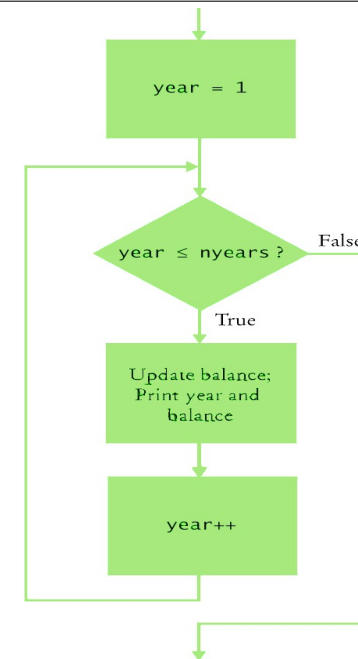 year = 1
year ≤ nyears ?
False
True
Update balance;
Print year and
balance
year++